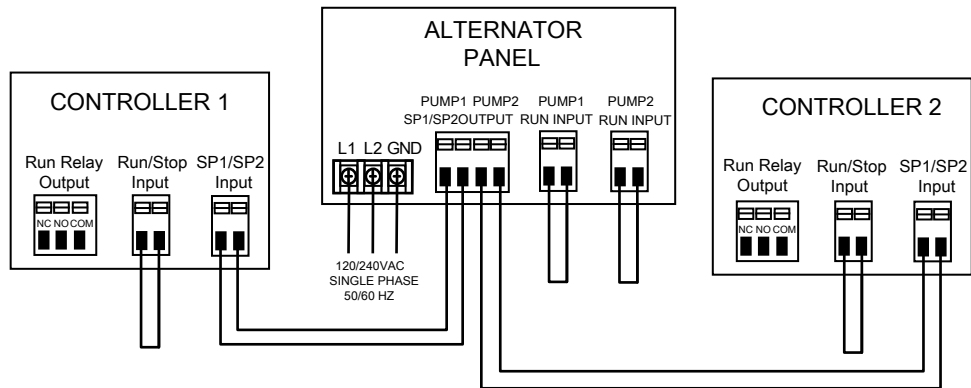 ALTERNATOR
PANEL
PUMP1 PUMP2
SP1/SP2OUTPUT
PUMP1
RUN INPUT
PUMP2
RUN INPUT
L1 L2 GND
120/240VAC
SINGLE PHASE
50/60 HZ
CONTROLLER 1
Run Relay
Output
Run/Stop
Input
SP1/SP2
Input
NC NO COM
CONTROLLER 2
Run Relay
Output
Run/Stop
Input
SP1/SP2
Input
NC NO COM